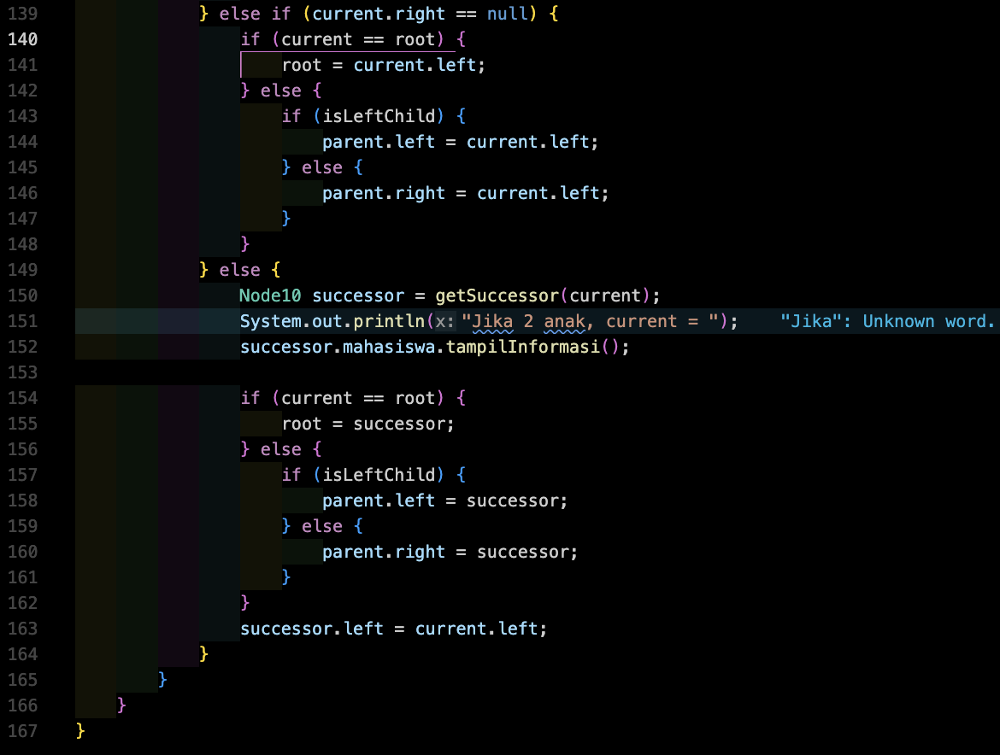 139 } else if (current.right == null) {
140 if (current == root) {
141 root = current.left;
142 } else {
143 if (isLeftChild) {
144 parent.left = current.left;
145 } else {
146 parent.right = current.left;
147 }
148 }
149 } else {
150 Node10 successor = getSuccessor(current);
151 System.out.println(x: "Jika 2 anak, current = "); "Jika": Unknown word.
152 successor.mahasiswa.tampilInformasi();
153
154 if (current == root) {
155 root = successor;
156 } else {
157 if (isLeftChild) {
158 parent.left = successor;
159 } else {
160 parent.right = successor;
161 }
162 }
163 successor.left = current.left;
164 }
165 }
166 }
167 }